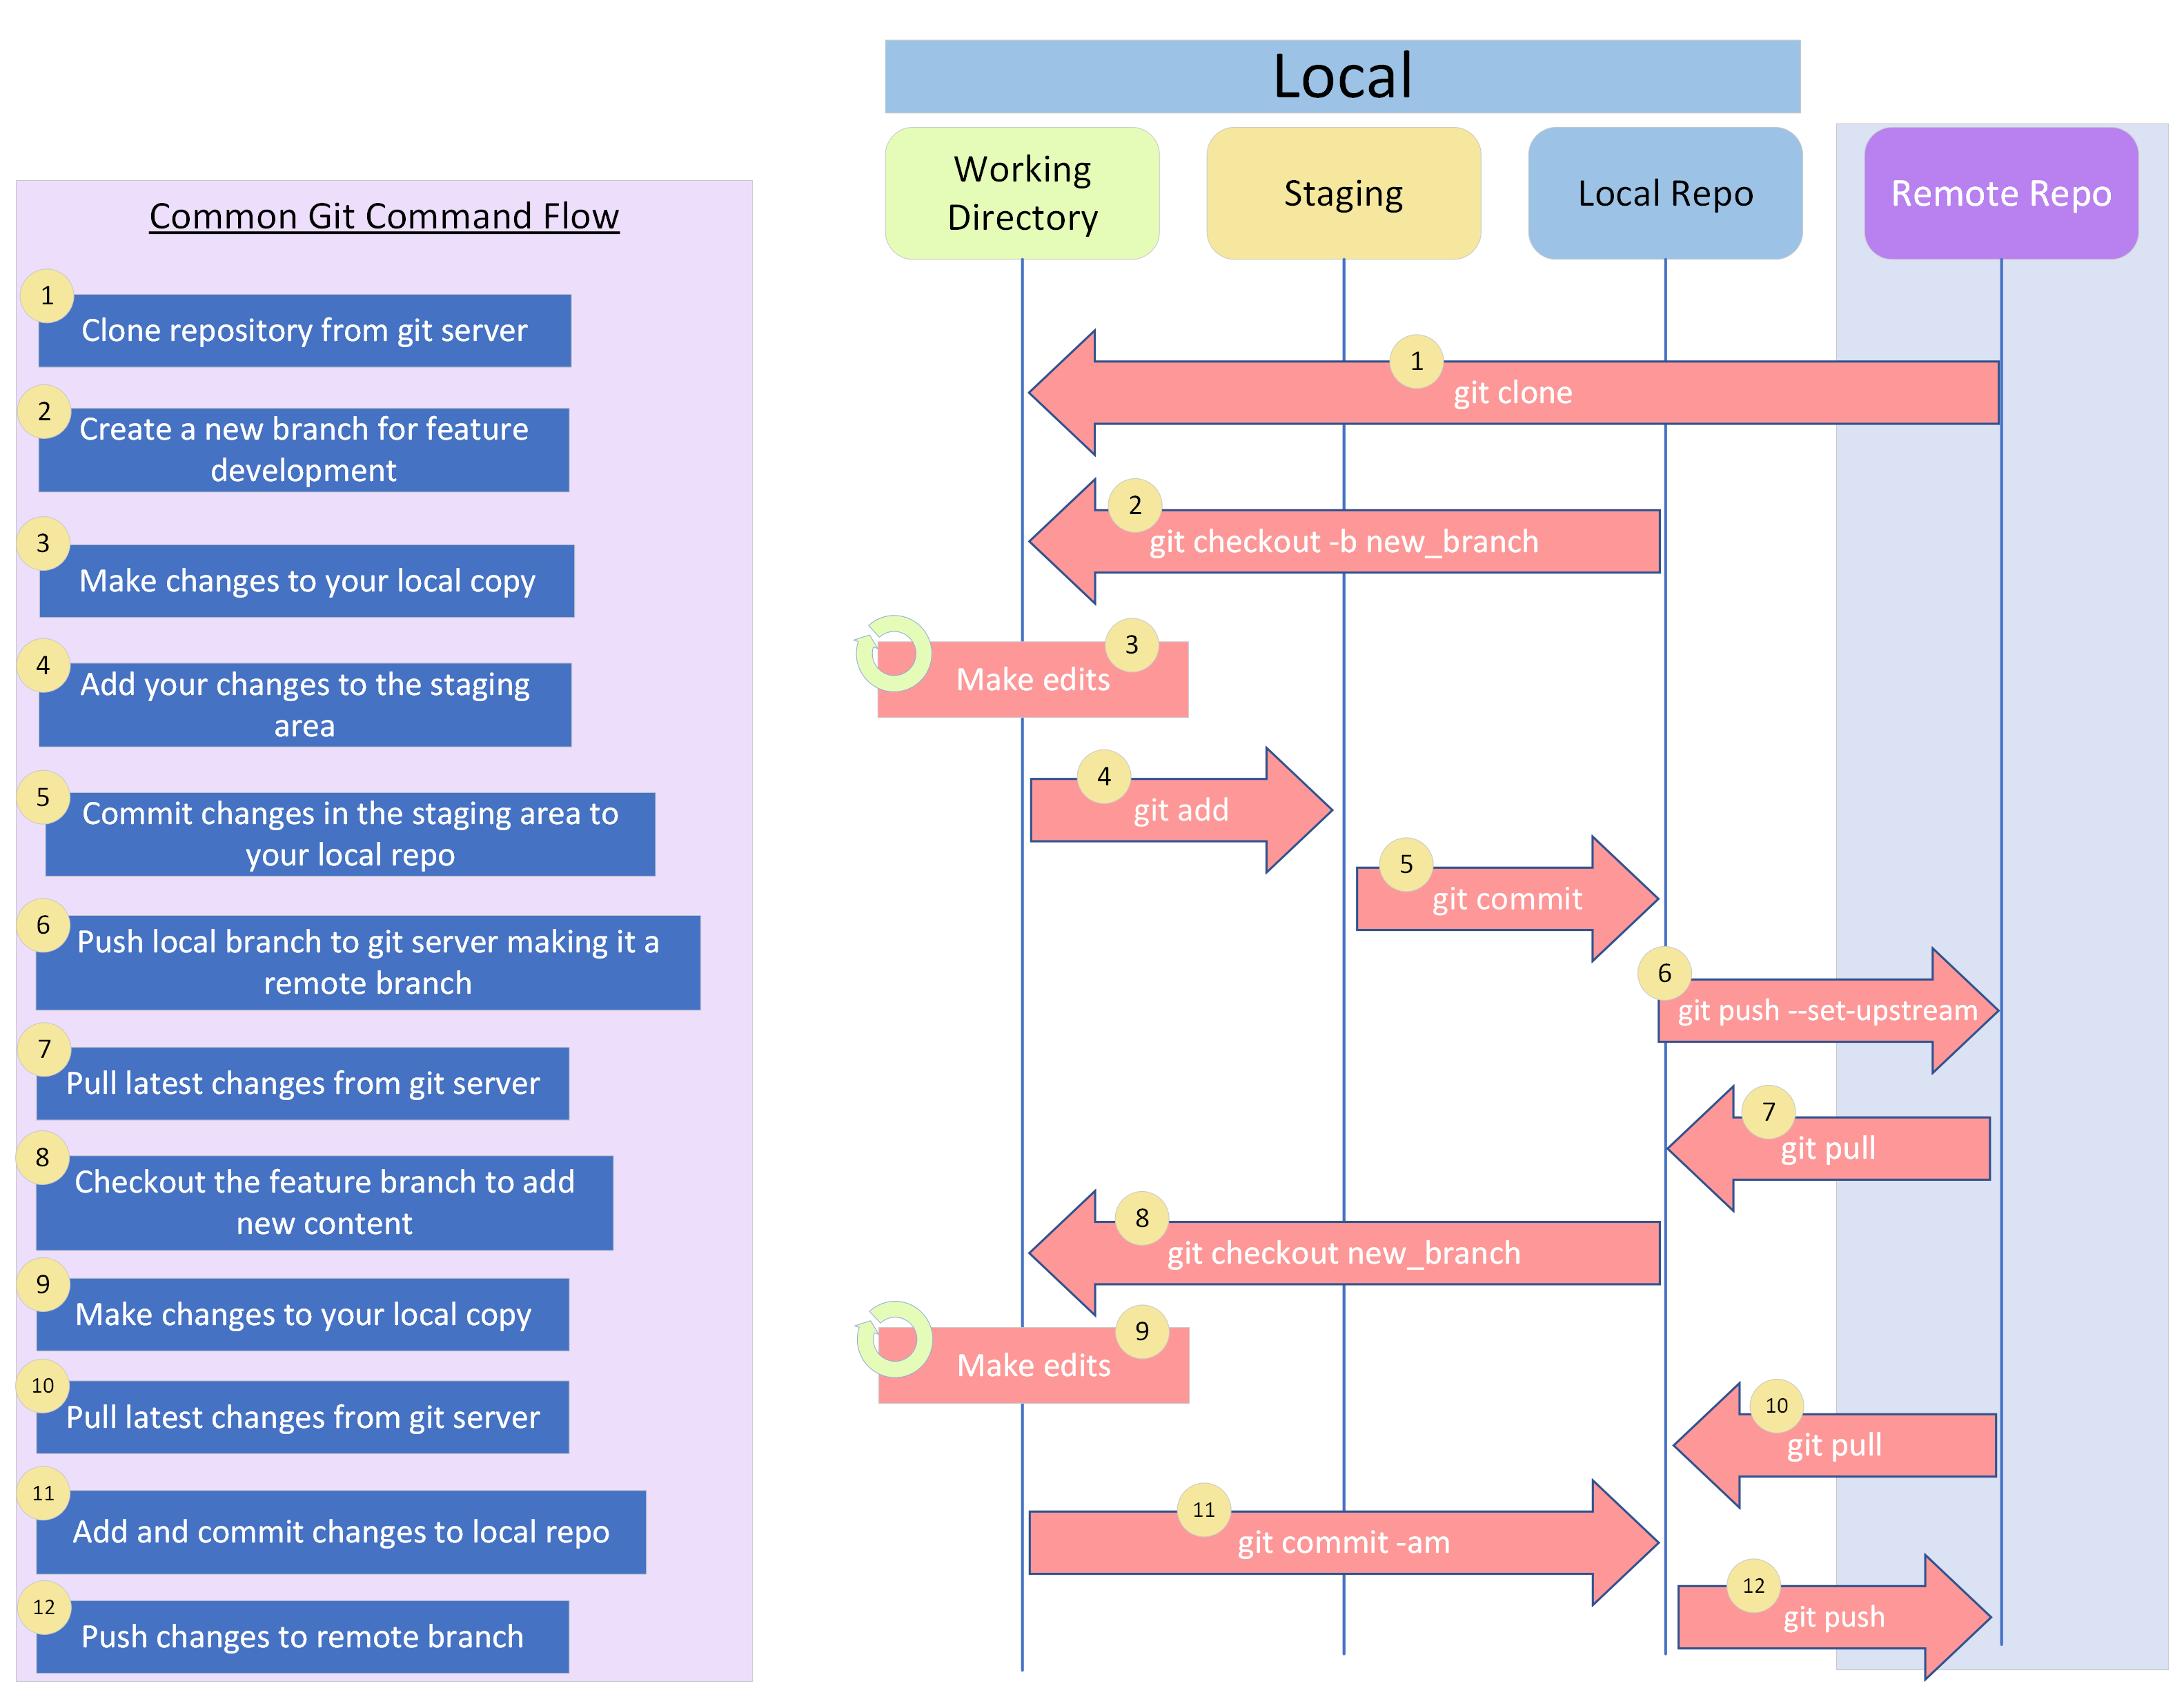 Local
Working
Directory
Staging
Local Repo
Remote Repo
Common Git Command Flow
1
Clone repository from git server
2
Create a new branch for feature
development
3
Make changes to your local copy
4
Add your changes to the staging
area
5
Commit changes in the staging area to
your local repo
6
Push local branch to git server making it a
remote branch
7
Pull latest changes from git server
8
Checkout the feature branch to add
new content
9
Make changes to your local copy
10
Pull latest changes from git server
11
Add and commit changes to local repo
12
Push changes to remote branch
1
git clone
2
git checkout -b new_branch
3
Make edits
4
git add
5
git commit
6
git push --set-upstream
7
git pull
8
git checkout new_branch
9
Make edits
10
git pull
11
git commit -am
12
git push